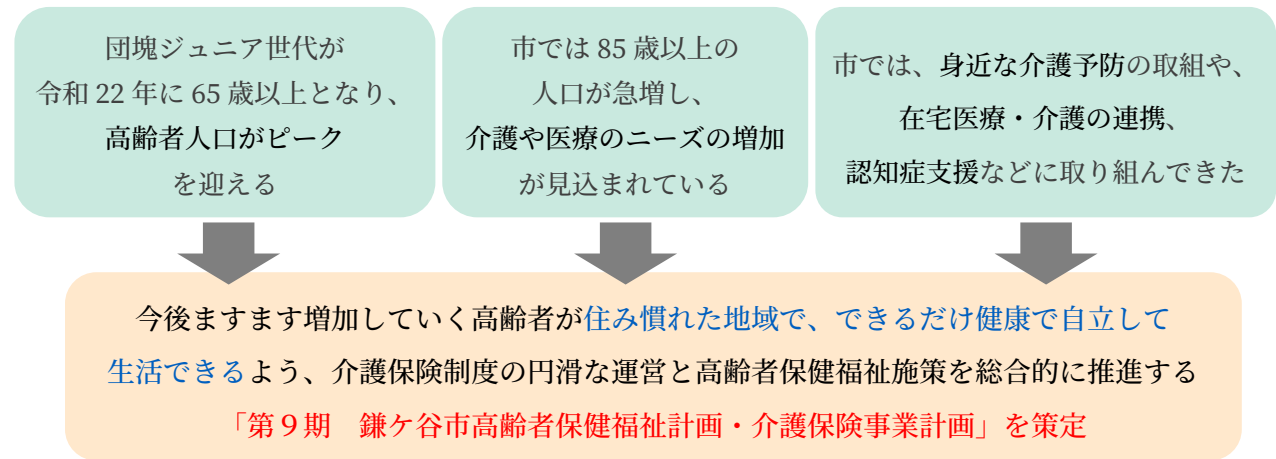 団塊ジュニア世代が
令和 22 年に 65 歳以上となり、
高齢者人口がピーク
を迎える
市では 85 歳以上の
人口が急増し、
介護や医療のニーズの増加
が見込まれている
市では、身近な介護予防の取組や、
在宅医療・介護の連携、
認知症支援などに取り組んできた
今後ますます増加していく高齢者が住み慣れた地域で、できるだけ健康で自立して
生活できるよう、介護保険制度の円滑な運営と高齢者保健福祉施策を総合的に推進する
「第９期　鎌ケ谷市高齢者保健福祉計画・介護保険事業計画」を策定